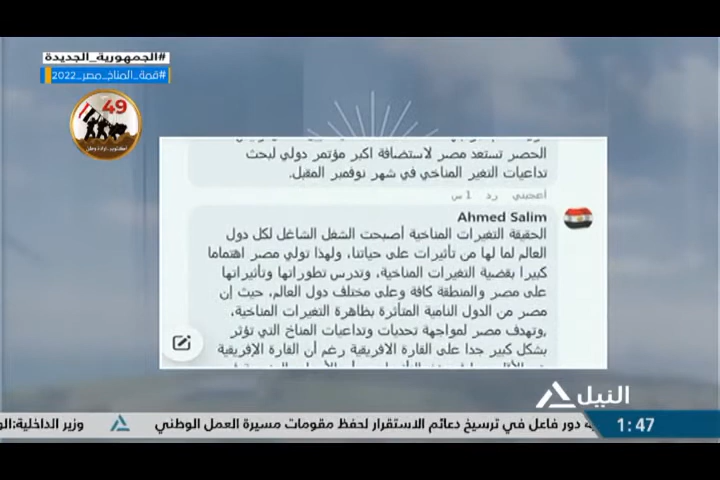 #الجمهورية_الجديدة
#قمة_المناخ_مصر_2022
49
الحصر تستعد مصر لاستضافة اكبر مؤتمر دولي لبحث
تداعيات التغير المناخي في شهر نوفمبر المقبل.
أعجبني رد 1 س
Ahmed Salim
الحقيقة التغيرات المناخية أصبحت الشغل الشاغل لكل دول
العالم لما لها من تأثيرات على حياتنا، ولهذا تولي مصر اهتماما
كبيرا بقضية التغيرات المناخية، وتدرس تطوراتها وتأثيراتها
على مصر والمنطقة كافة وعلى مختلف دول العالم، حيث إن
مصر من الدول النامية المتأثرة بظاهرة التغيرات المناخية،
,وتهدف مصر لمواجهة تحديات وتداعيات المناخ التي تؤثر
بشكل كبير جدا على القارة الافريقية رغم أن القارة الإفريقية
النيل
1:47
دور فاعل في ترسيخ دعائم الاستقرار لحفظ مقومات مسيرة العمل الوطني
وزير الداخلية: